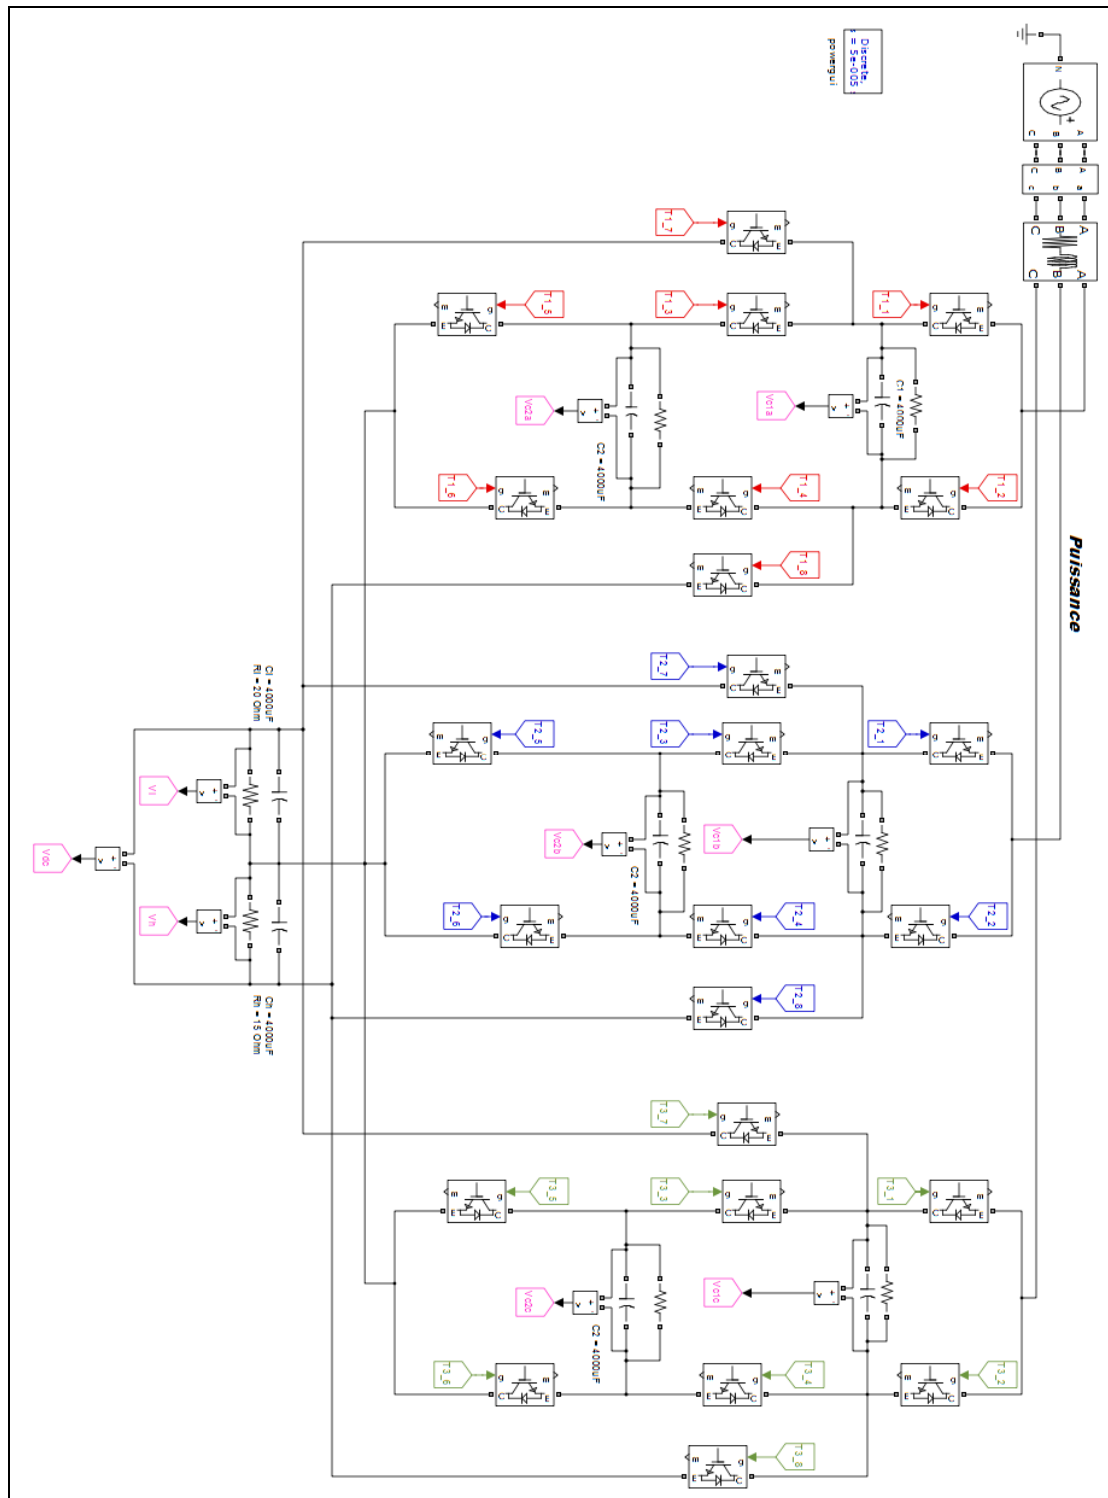 Puissance
Discrete,
s = 5e-005
powergui
N
A
B
C
A
B
C
a
b
c
A
B
C
A
B
C
T1_7
T1_5
T1_3
T1_1
C1 = 4000uF
Vc1a
Vc2a
C2 = 4000uF
T1_6
T1_4
T1_2
T1_8
T2_7
T2_5
T2_3
T2_1
Vc1b
Vc2b
C2 = 4000uF
T2_6
T2_4
T2_2
T2_8
Cl = 4000uF
Rl = 20 Ohm
Vl
Vdc
Vh
Ch = 4000uF
Rh = 15 Ohm
T3_7
T3_5
T3_3
T3_1
Vc1c
Vc2c
C2 = 4000uF
T3_6
T3_4
T3_2
T3_8